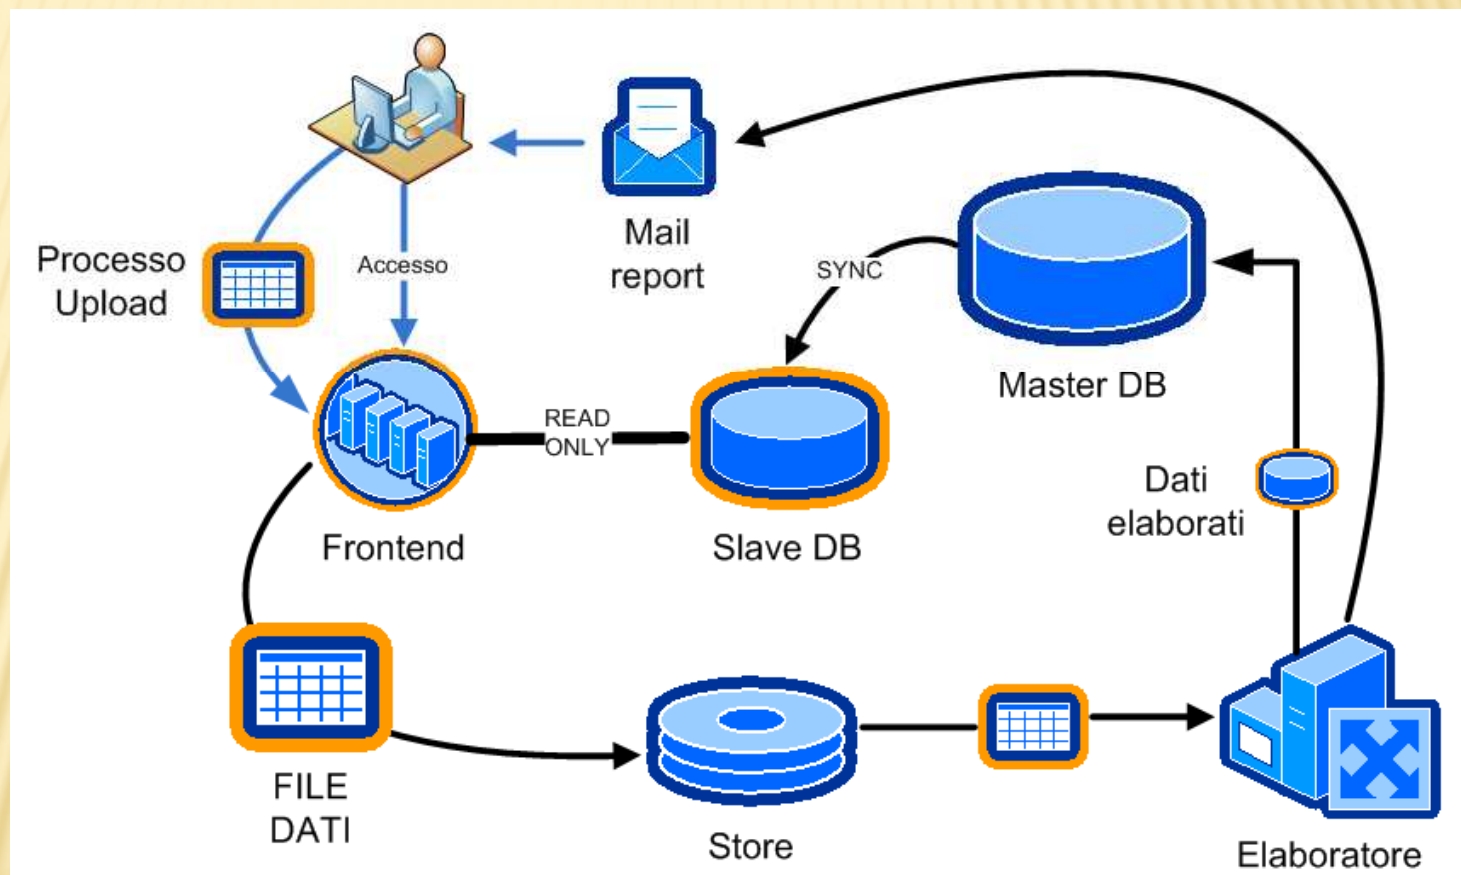 Processo
Upload
Accesso
Mail
report
SYNC
Master DB
READ
ONLY
Frontend
Slave DB
Dati
elaborati
FILE
DATI
Store
Elaboratore